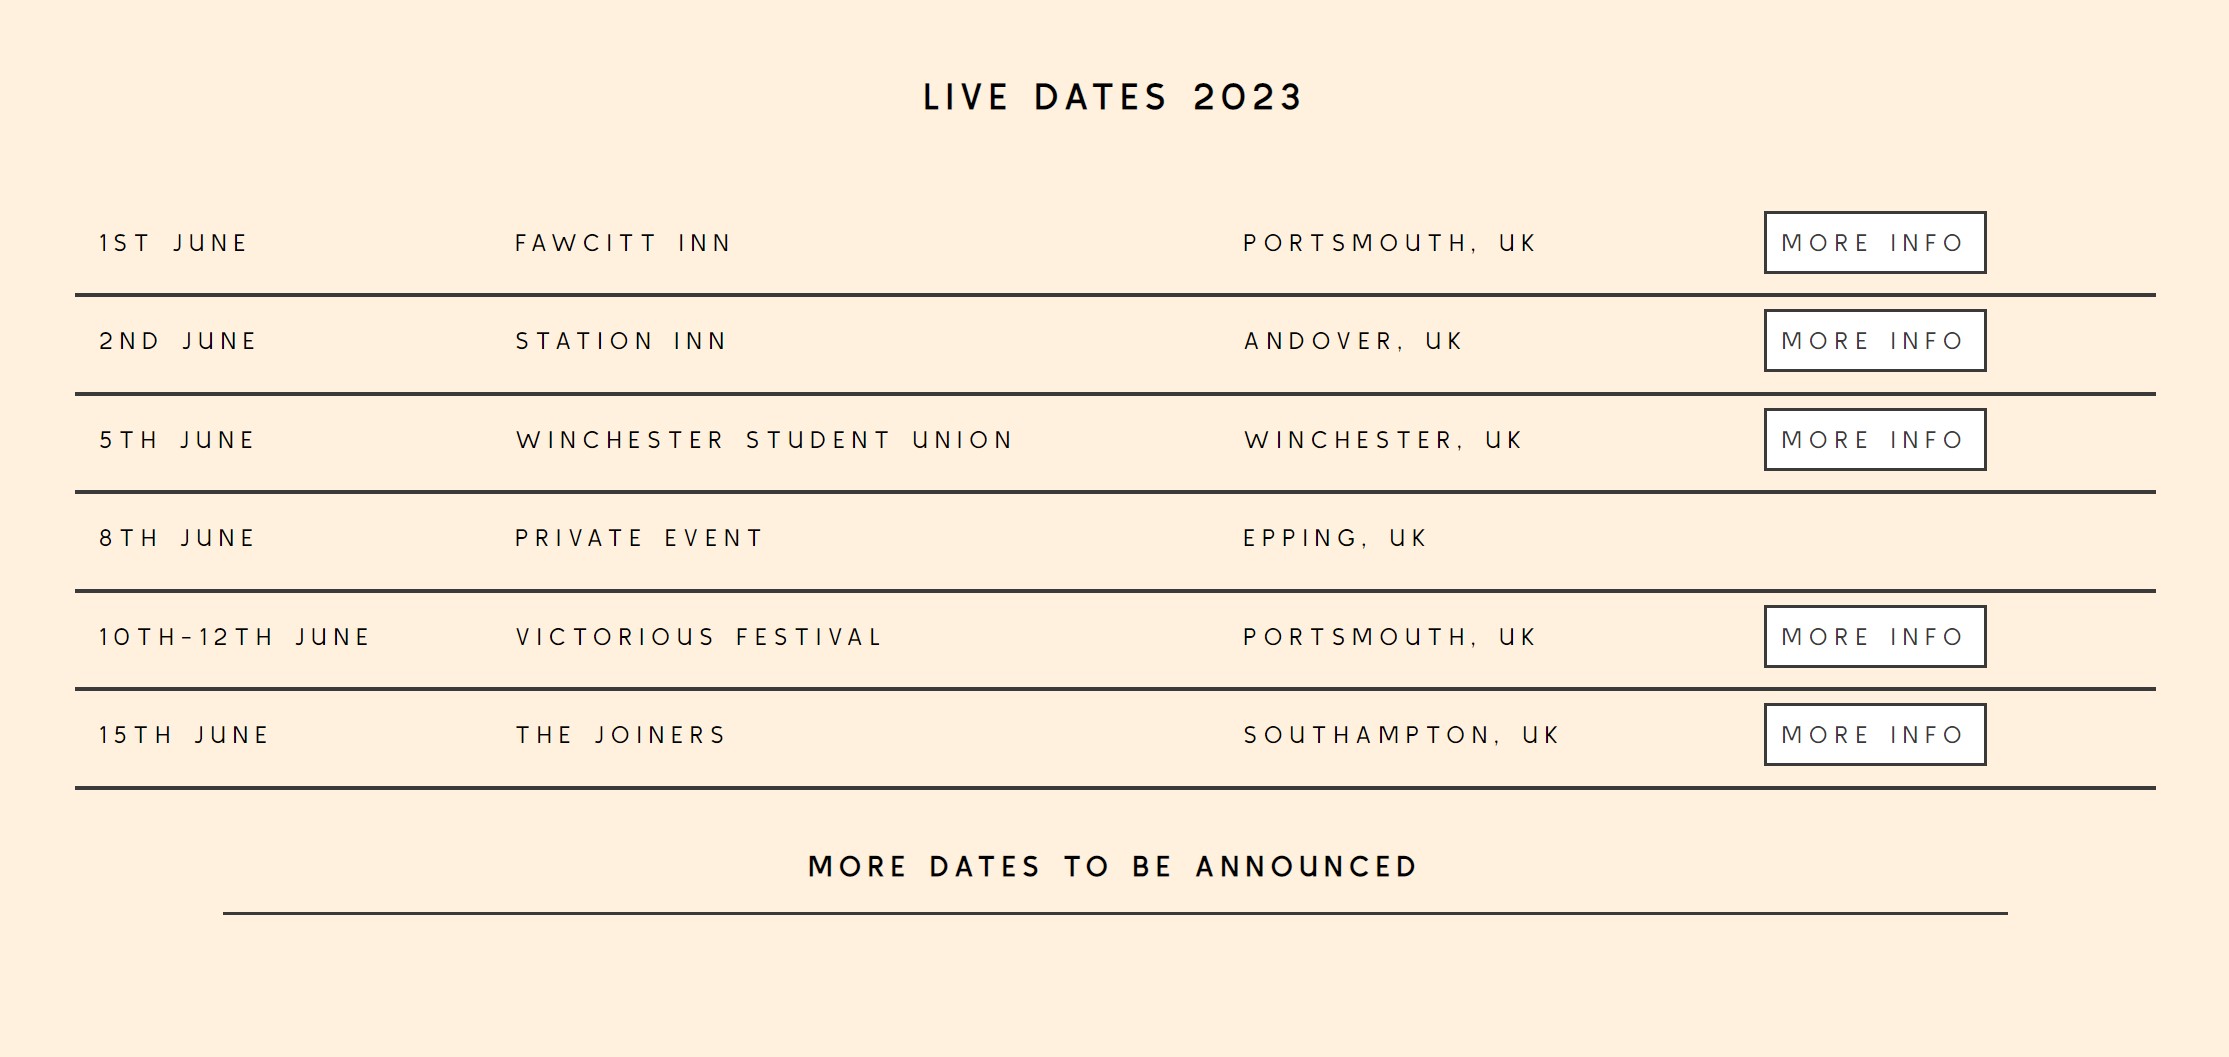 LIVE DATES 2023
1ST JUNE FAWCITT INN PORTSMOUTH, UK MORE INFO
2ND JUNE STATION INN ANDOVER, UK MORE INFO
5TH JUNE WINCHESTER STUDENT UNION WINCHESTER, UK MORE INFO
8TH JUNE PRIVATE EVENT EPPING, UK
10TH-12TH JUNE VICTORIOUS FESTIVAL PORTSMOUTH, UK MORE INFO
15TH JUNE THE JOINERS SOUTHAMPTON, UK MORE INFO
MORE DATES TO BE ANNOUNCED